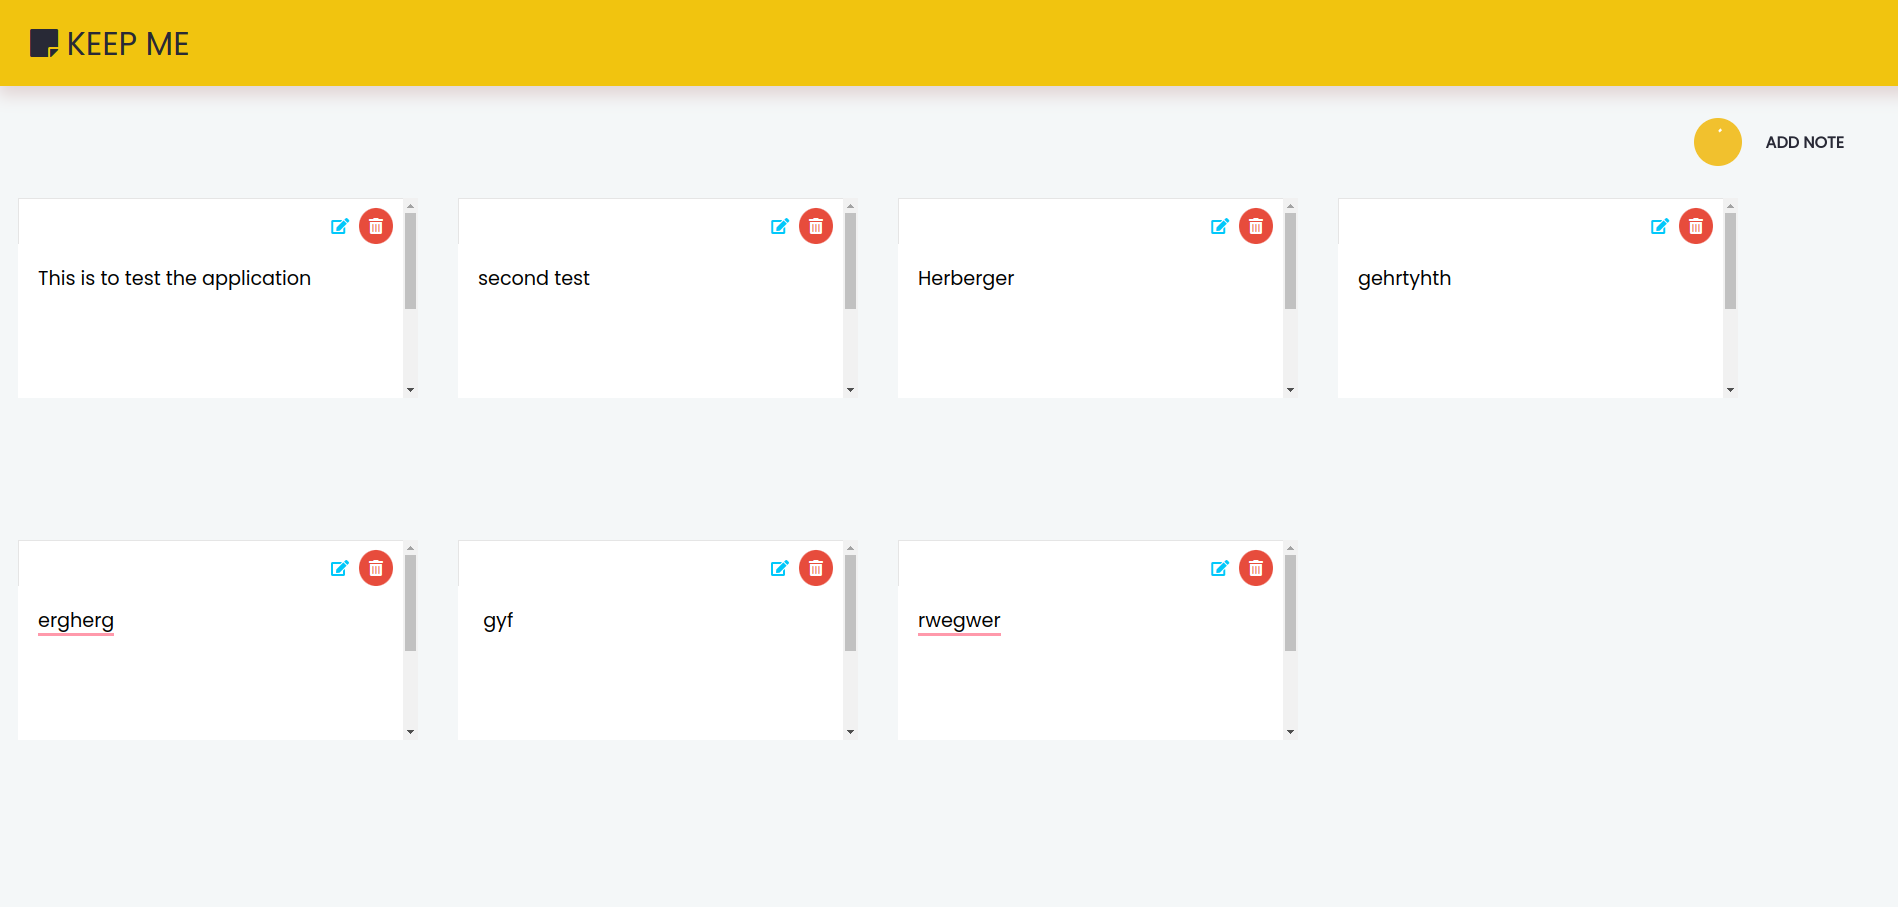 KEEP ME
ADD NOTE
This is to test the application
second test
Herberger
gehrtyhth
ergherg
gyf
rwegwer